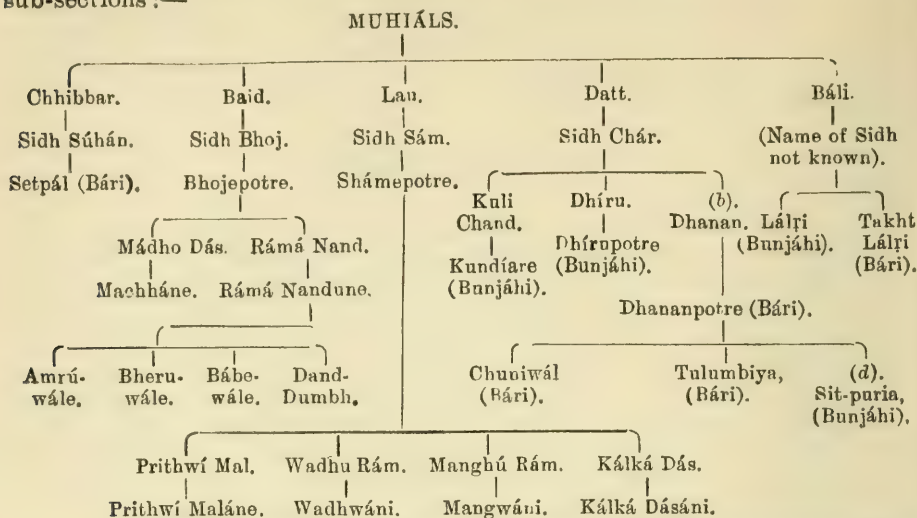 sub-sections:—
MUHIÁLS.
Chhibbar. Baid. Lau. Datt. Báli.
Sidh Súhán. Sidh Bhoj. Sidh Sám. Sidh Chár. (Name of Sidh
not known).
Setpál (Bári). Bhojepotre. Shámepotre.
Kuli Dhíru. (b).
Chand. Dhanan. Lálṛi Takht
Mádho Dás. Rámá Nand. Dhírupotre (Bunjáhi). Lálṛi
Kundíare (Bunjáhi). (Bári).
Machháne. Rámá Nandune. (Bunjáhi).
Dhananpotre (Bári).
Amrú- Bheru- Bábe- Dand- Chuniwál Tulumbiya, (d).
wále. wále. wále. Dumbh. (Bári). (Bári). Sit-puria,
(Bunjáhi).
Prithwí Mal. Wadhu Rám. Manghú Rám. Kálká Dás.
Prithwí Maláne. Wadhwáni. Mangwáni. Kálká Dásáni.